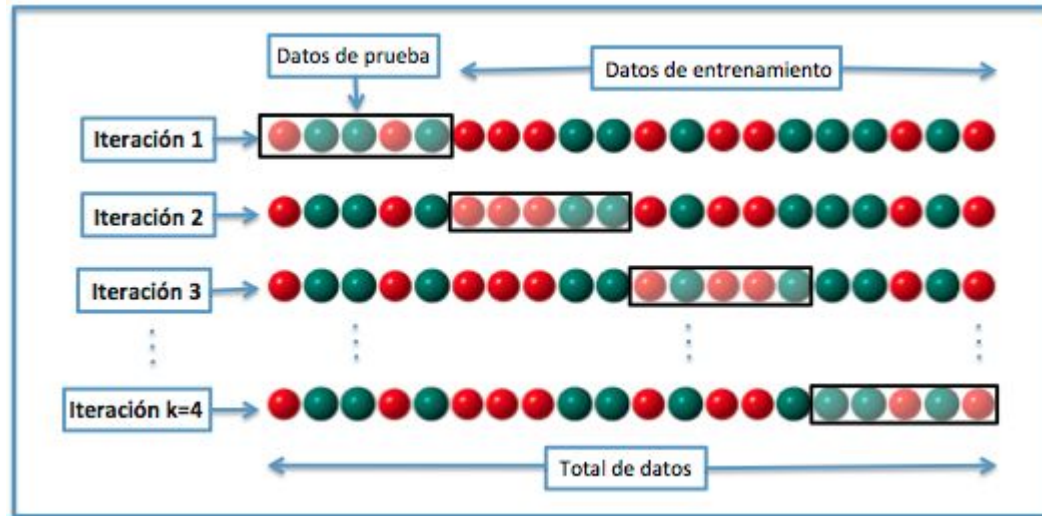 Datos de prueba
Datos de entrenamiento
Iteración 1
Iteración 2
Iteración 3
Iteración k=4
Total de datos